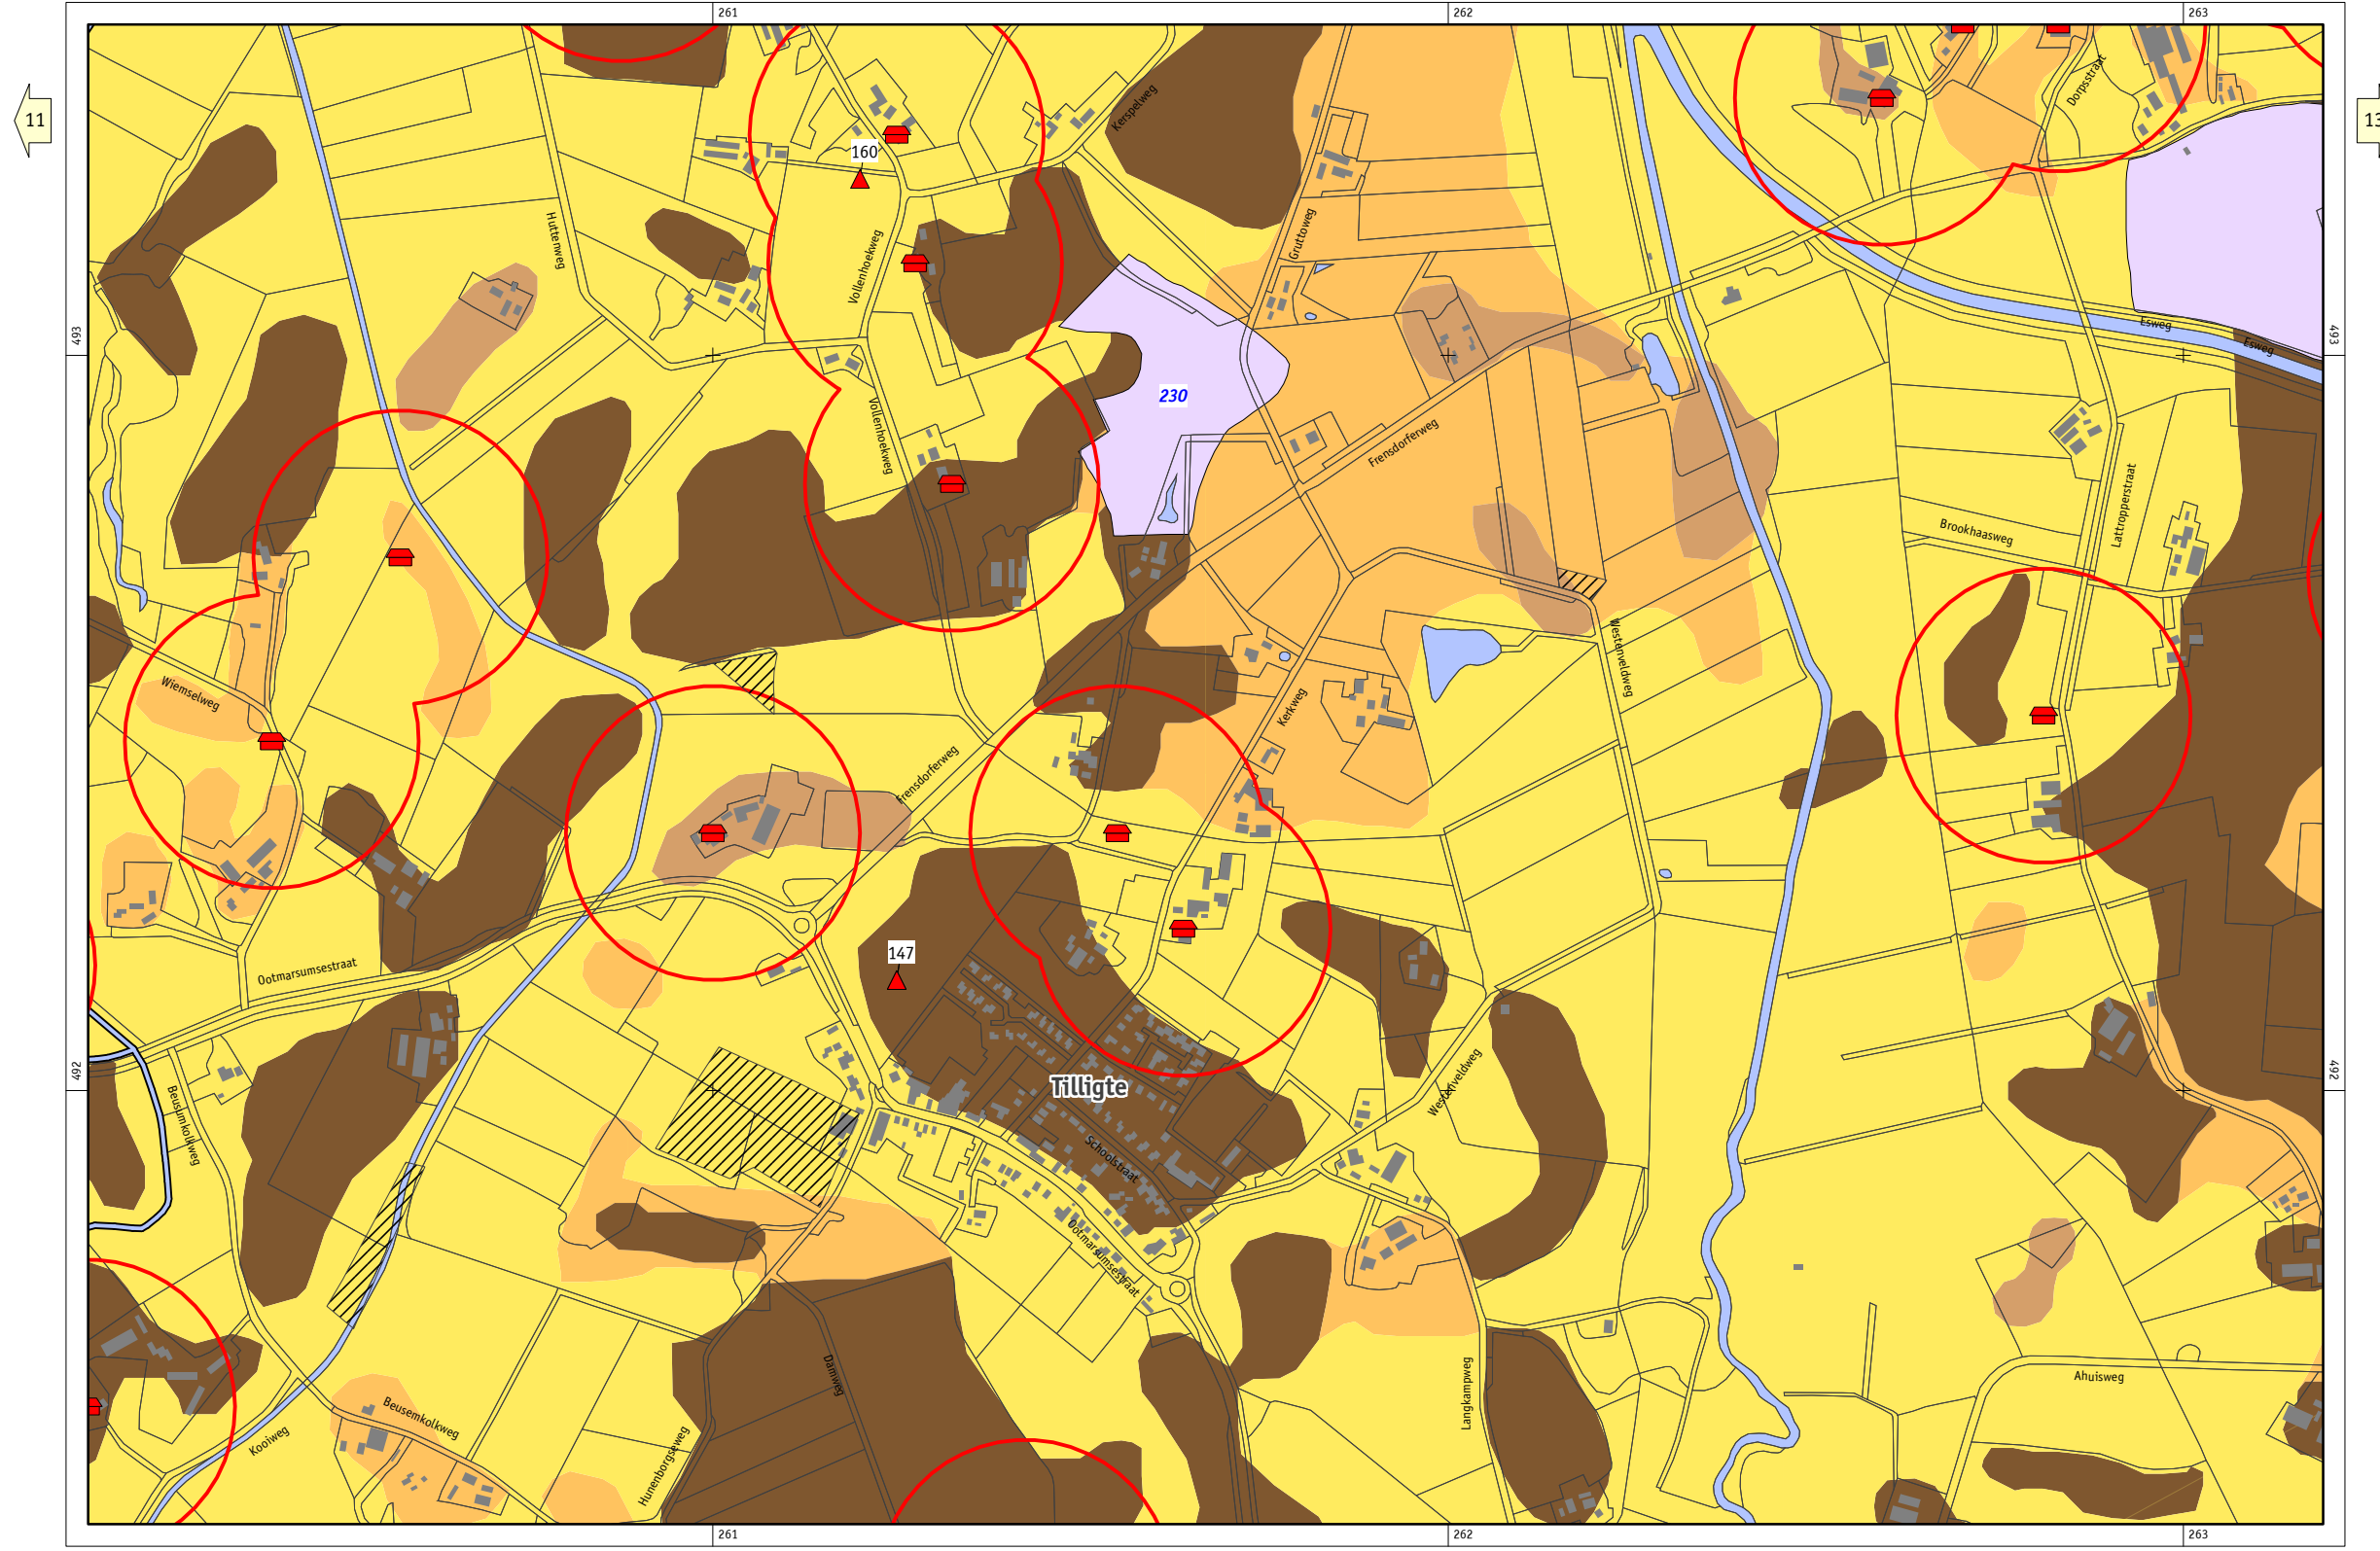 261
262
263
11
13
Kerspelweg
Dorpsstraat
160
Huttenweg
Vollenhoekweg
Gruttoweg
493
493
Esweg
Esweg
230
Vollenhoekweg
Frensdorferweg
Lattropperstraat
Brookhaasweg
Westenveldweg
Wiemselweg
Kerkweg
Frensdorferweg
147
Ootmarsumsestraat
492
492
Tilligte
Westenveldweg
Beusumkolkweg
Schoolstraat
Ootmarsumsestraat
Damweg
Langkampweg
Ahuisweg
Beusemkolkweg
Kooiweg
Hunenborgseweg
261
262
263